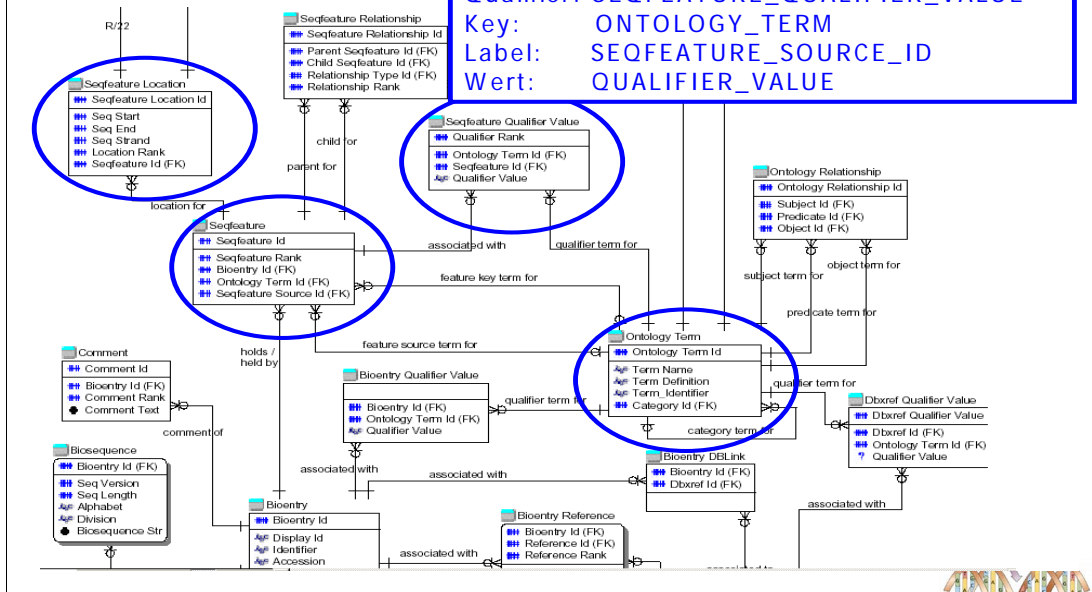 Qualifier: SEQFEATURE_QUALIFIER_VALUE
Key: ONTOLOGY_TERM
Label: SEQFEATURE_SOURCE_ID
Wert: QUALIFIER_VALUE
R/22
Seqfeature Relationship
Seqfeature Relationship Id
Parent Seqfeature Id (FK)
Child Seqfeature Id (FK)
Relationship Type Id (FK)
Relationship Rank
Seqfeature Location
Seqfeature Location Id
Seq Start
Seq End
Seq Strand
Location Rank
Seqfeature Id (FK)
child for
parent for
location for
Seqfeature Qualifier Value
Qualifier Rank
Ontology Term Id (FK)
Seqfeature Id (FK)
Qualifier Value
Ontology Relationship
Ontology Relationship Id
Subject Id (FK)
Predicate Id (FK)
Object Id (FK)
Seqfeature
Seqfeature Id
Seqfeature Rank
Bioentry Id (FK)
Ontology Term Id (FK)
Seqfeature Source Id (FK)
associated with
qualifier term for
feature key term for
subject term for
object term for
predicate term for
feature source term for
holds /
held by
Ontology Term
Ontology Term Id
Term Name
Term Definition
Term_Identifier
Category Id (FK)
qualifier term for
category term for
Comment
Comment Id
Bioentry Id (FK)
Comment Rank
Comment Text
comment of
Bioentry Qualifier Value
Bioentry Id (FK)
Ontology Term Id (FK)
Qualifier Value
qualifier term for
associated with
Dbxref Qualifier Value
Dbxref Qualifier Value
Dbxref Id (FK)
Ontology Term Id (FK)
Qualifier Value
associated with
Biosequence
Bioentry Id (FK)
Seq Version
Seq Length
Alphabet
Division
Biosequence Str
Bioentry DBLink
Bioentry Id (FK)
Dbxref Id (FK)
associated with
Bioentry
Bioentry Id
Display Id
Identifier
Accession
associated with
Bioentry Reference
Bioentry Id (FK)
Reference Id (FK)
Reference Rank
associated to